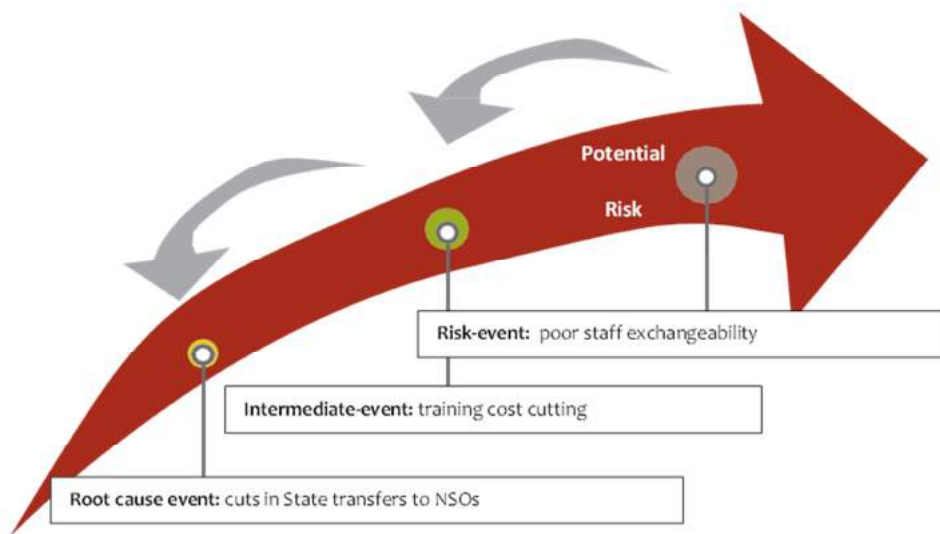 Potential
Risk
Risk-event: poor staff exchangeability
Intermediate-event: training cost cutting
Root cause event: cuts in State transfers to NSOs